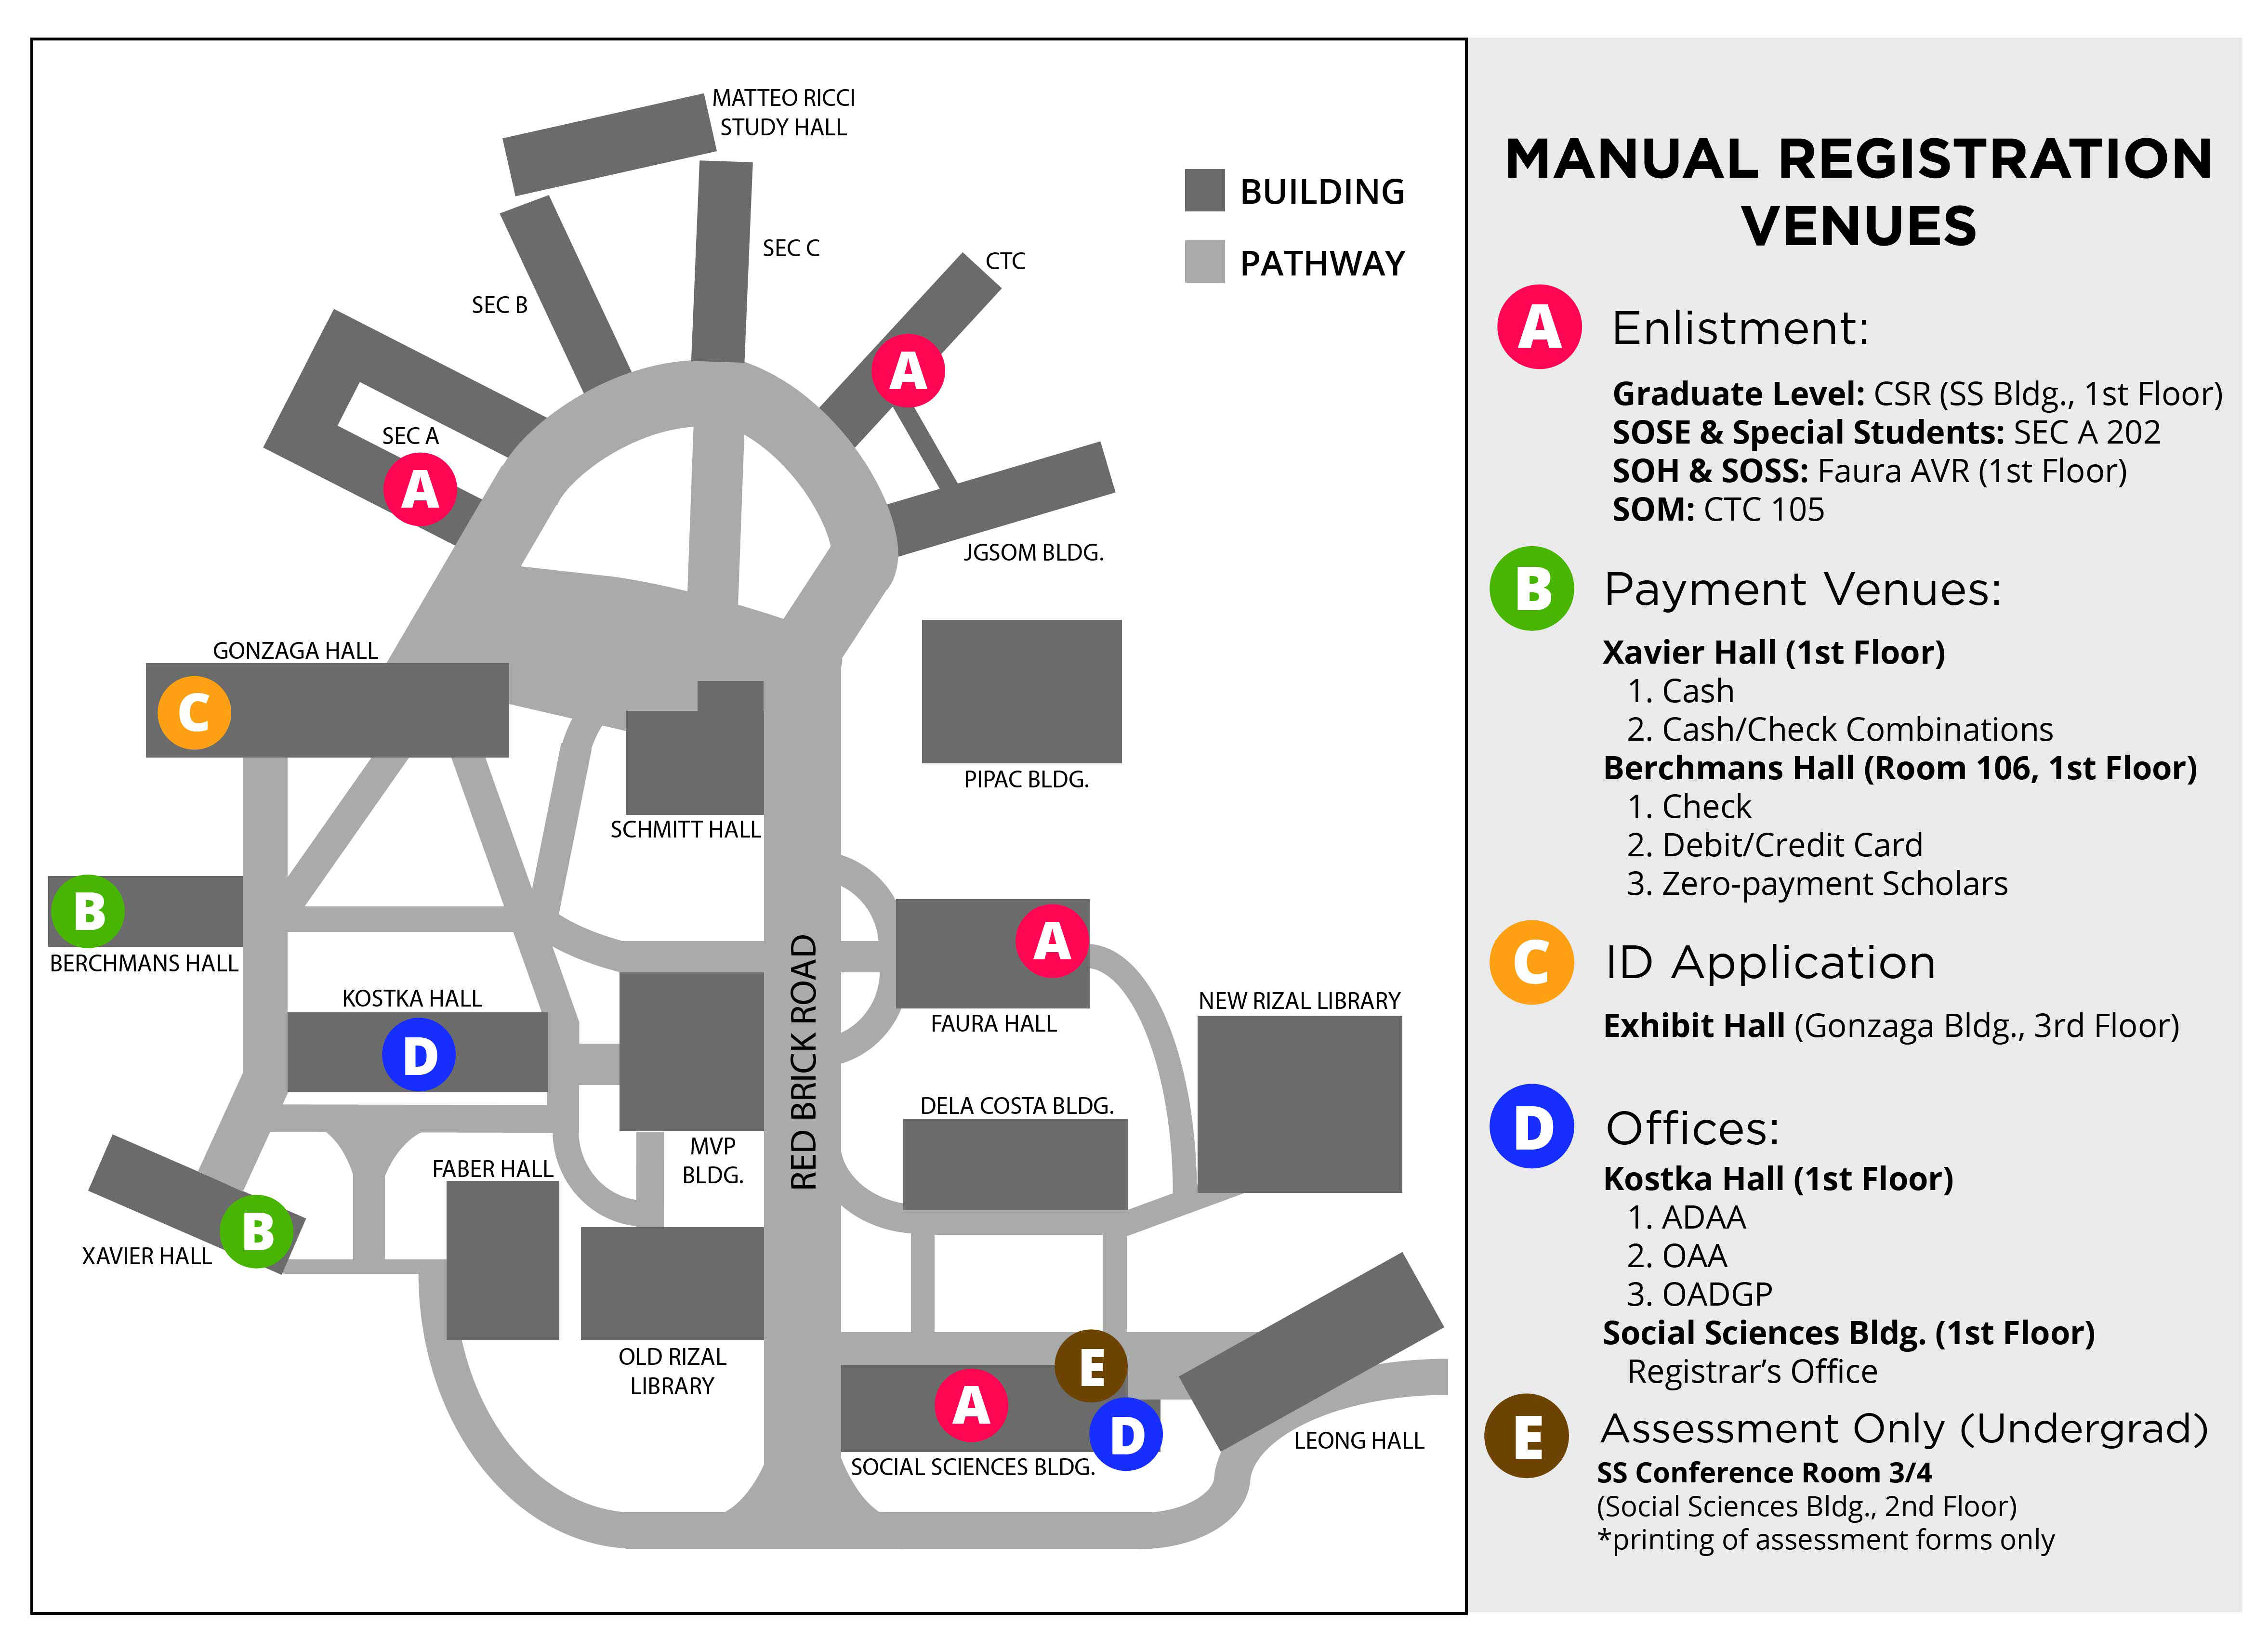 MATTEO RICCI
STUDY HALL
SEC C
SEC B
CTC
BUILDING
PATHWAY
A
SEC A
A
JGSOM BLDG.
GONZAGA HALL
C
PIPAC BLDG.
SCHMITT HALL
B
BERCHMANS HALL
A
FAURA HALL
RED BRICK ROAD
KOSTKA HALL
D
NEW RIZAL LIBRARY
DELA COSTA BLDG.
MVP
BLDG.
FABER HALL
B
XAVIER HALL
OLD RIZAL
LIBRARY
E
A
D
SOCIAL SCIENCES BLDG.
LEONG HALL
MANUAL REGISTRATION
VENUES
A Enlistment:
Graduate Level: CSR (SS Bldg., 1st Floor)
SOSE & Special Students: SEC A 202
SOH & SOSS: Faura AVR (1st Floor)
SOM: CTC 105
B Payment Venues:
Xavier Hall (1st Floor)
1. Cash
2. Cash/Check Combinations
Berchmans Hall (Room 106, 1st Floor)
1. Check
2. Debit/Credit Card
3. Zero-payment Scholars
C ID Application
Exhibit Hall (Gonzaga Bldg., 3rd Floor)
D Offices:
Kostka Hall (1st Floor)
1. ADAA
2. OAA
3. OADGP
Social Sciences Bldg. (1st Floor)
Registrar's Office
E Assessment Only (Undergrad)
SS Conference Room 3/4
(Social Sciences Bldg., 2nd Floor)
*printing of assessment forms only